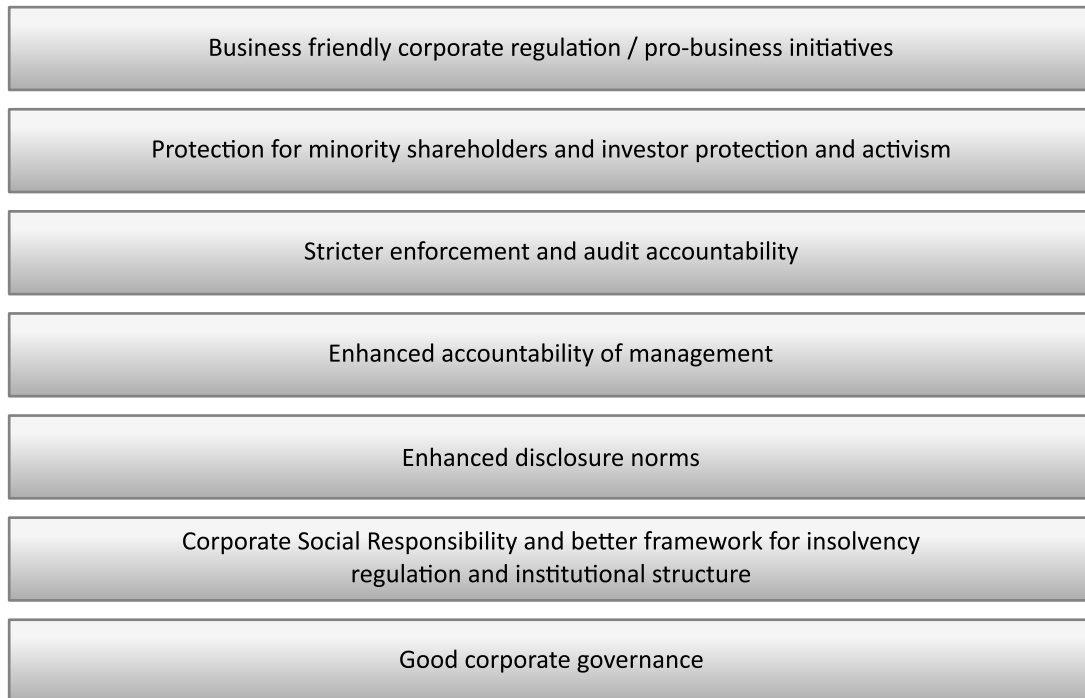 Business friendly corporate regulation / pro-business initiatives
Protection for minority shareholders and investor protection and activism
Stricter enforcement and audit accountability
Enhanced accountability of management
Enhanced disclosure norms
Corporate Social Responsibility and better framework for insolvency
regulation and institutional structure
Good corporate governance